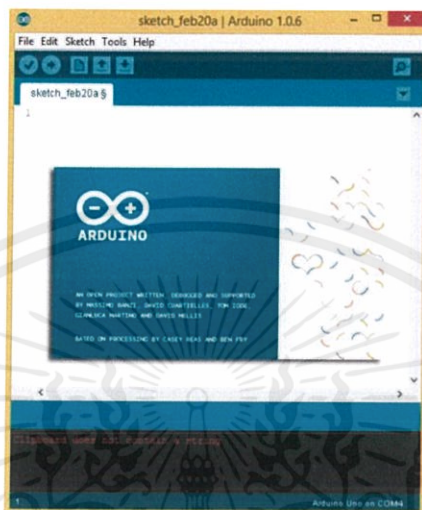 sketch_feb20a | Arduino 1.0.6
File Edit Sketch Tools Help
sketch_feb20a §
1
ARDUINO
AN OPEN PROJECT WRITTEN, DEBUGGED AND SUPPORTED
BY MASSIMO BANZI, DAVID CUARTIELLES, TOM IGOE,
GIANLUCA MARTINO AND DAVID MELLIS
BASED ON PROCESSING BY CASEY REAS AND BEN FRY
Clipboard does not contain a string
1
Arduino Uno on COM4